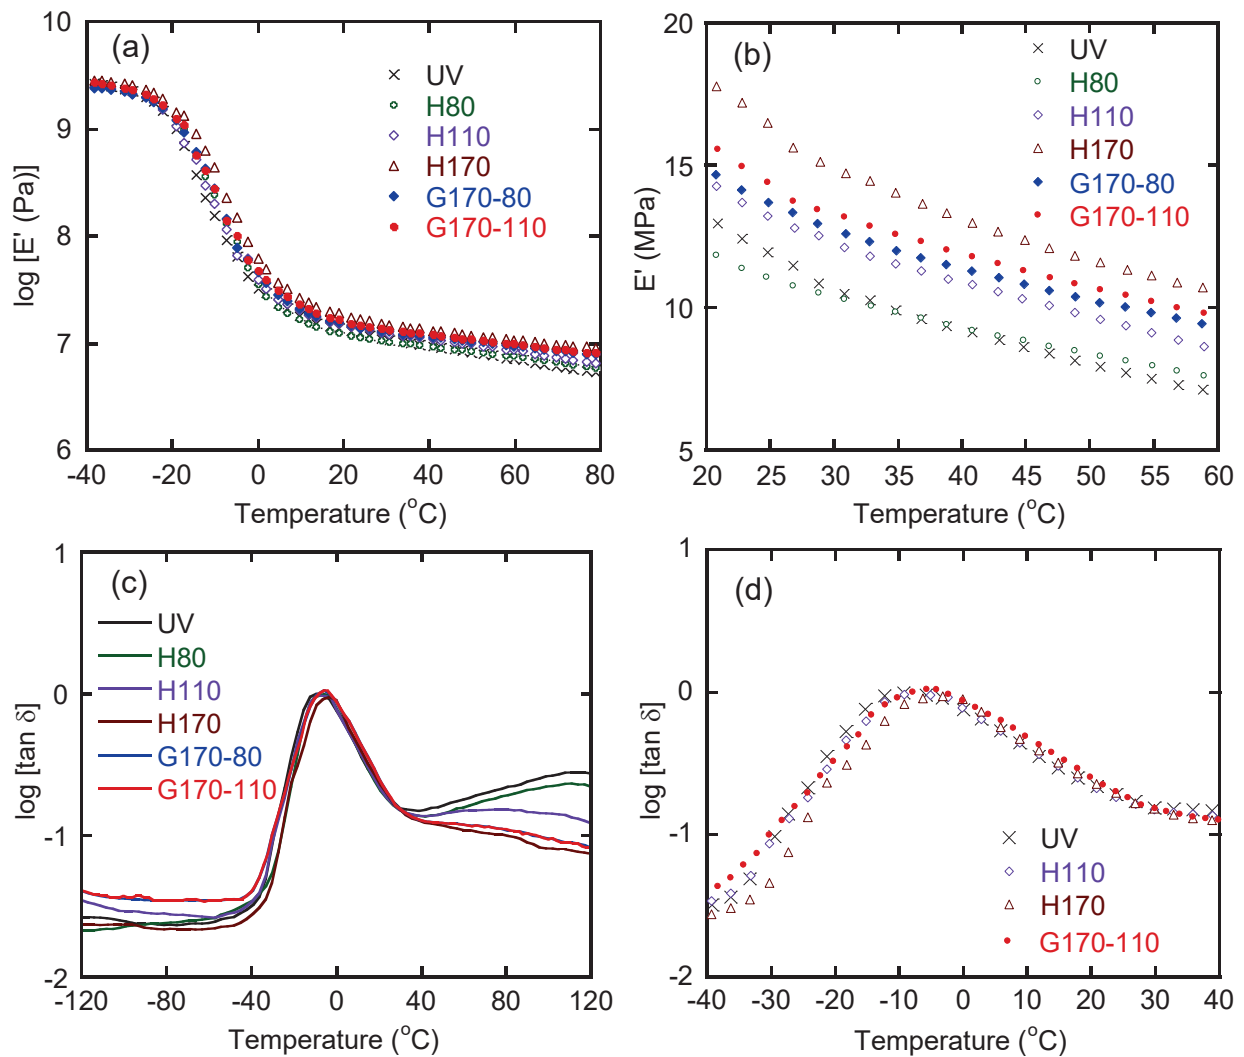 (a)
10
9
8
7
6
log [E' (Pa)]
UV
H80
H110
H170
G170-80
G170-110
-40 -20 0 20 40 60 80
Temperature (°C)
(b)
20
15
10
5
E' (MPa)
UV
H80
H110
H170
G170-80
G170-110
20 25 30 35 40 45 50 55 60
Temperature (°C)
(c)
1
0
-1
-2
log [tan δ]
UV
H80
H110
H170
G170-80
G170-110
-120 -80 -40 0 40 80 120
Temperature (°C)
(d)
1
0
-1
-2
log [tan δ]
UV
H110
H170
G170-110
-40 -30 -20 -10 0 10 20 30 40
Temperature (°C)